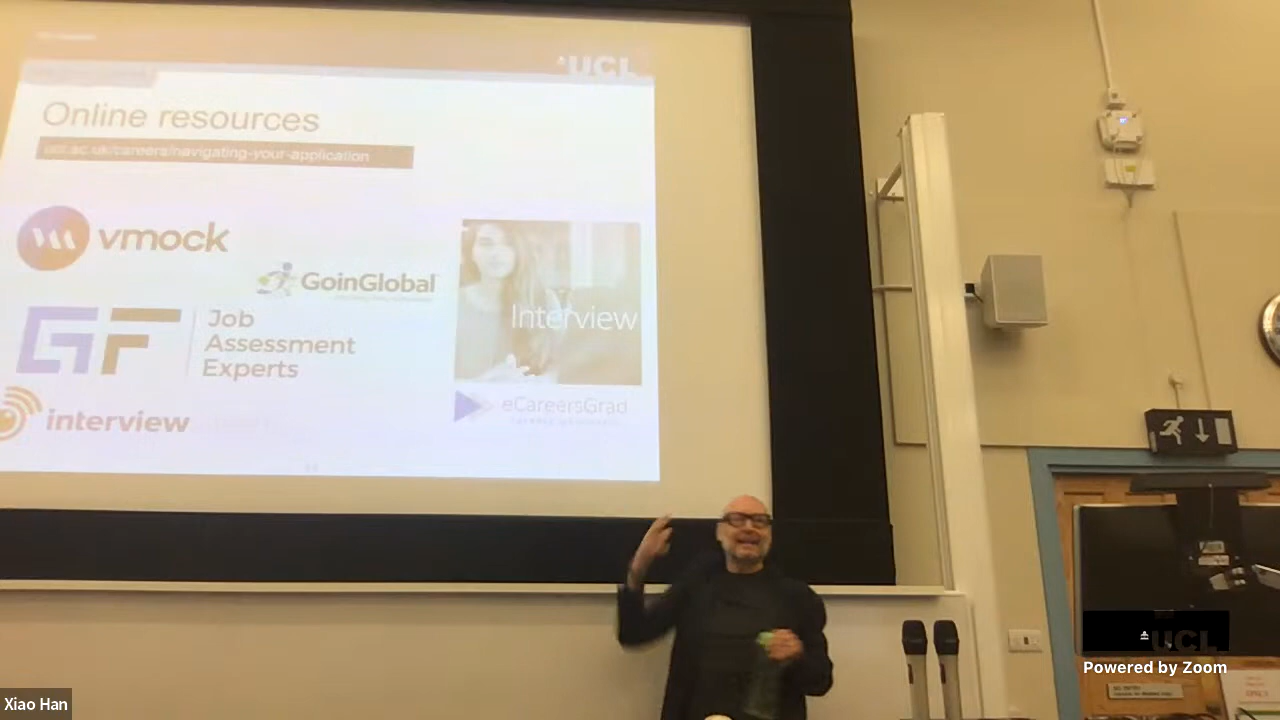 UCL
Online resources
ucl.ac.uk/careers/navigating-your-application
vmock
GoinGlobal
GF
Job
Assessment
Experts
Interview
eCareersGrad
interview
UCL
Powered by Zoom
Xiao Han